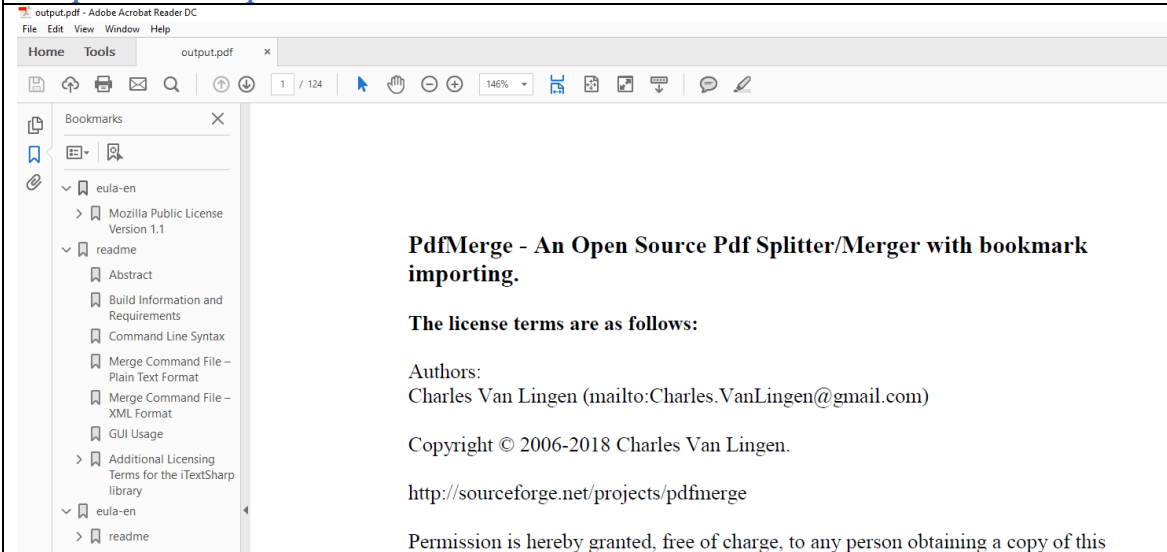 output.pdf - Adobe Acrobat Reader DC
File Edit View Window Help
Home Tools output.pdf ×
1 / 124 146%
Bookmarks
eula-en
Mozilla Public License
Version 1.1
readme
Abstract
Build Information and
Requirements
Command Line Syntax
Merge Command File –
Plain Text Format
Merge Command File –
XML Format
GUI Usage
Additional Licensing
Terms for the iTextSharp
library
eula-en
readme
PdfMerge - An Open Source Pdf Splitter/Merger with bookmark
importing.
The license terms are as follows:
Authors:
Charles Van Lingen (mailto:Charles.VanLingen@gmail.com)
Copyright © 2006-2018 Charles Van Lingen.
http://sourceforge.net/projects/pdfmerge
Permission is hereby granted, free of charge, to any person obtaining a copy of this